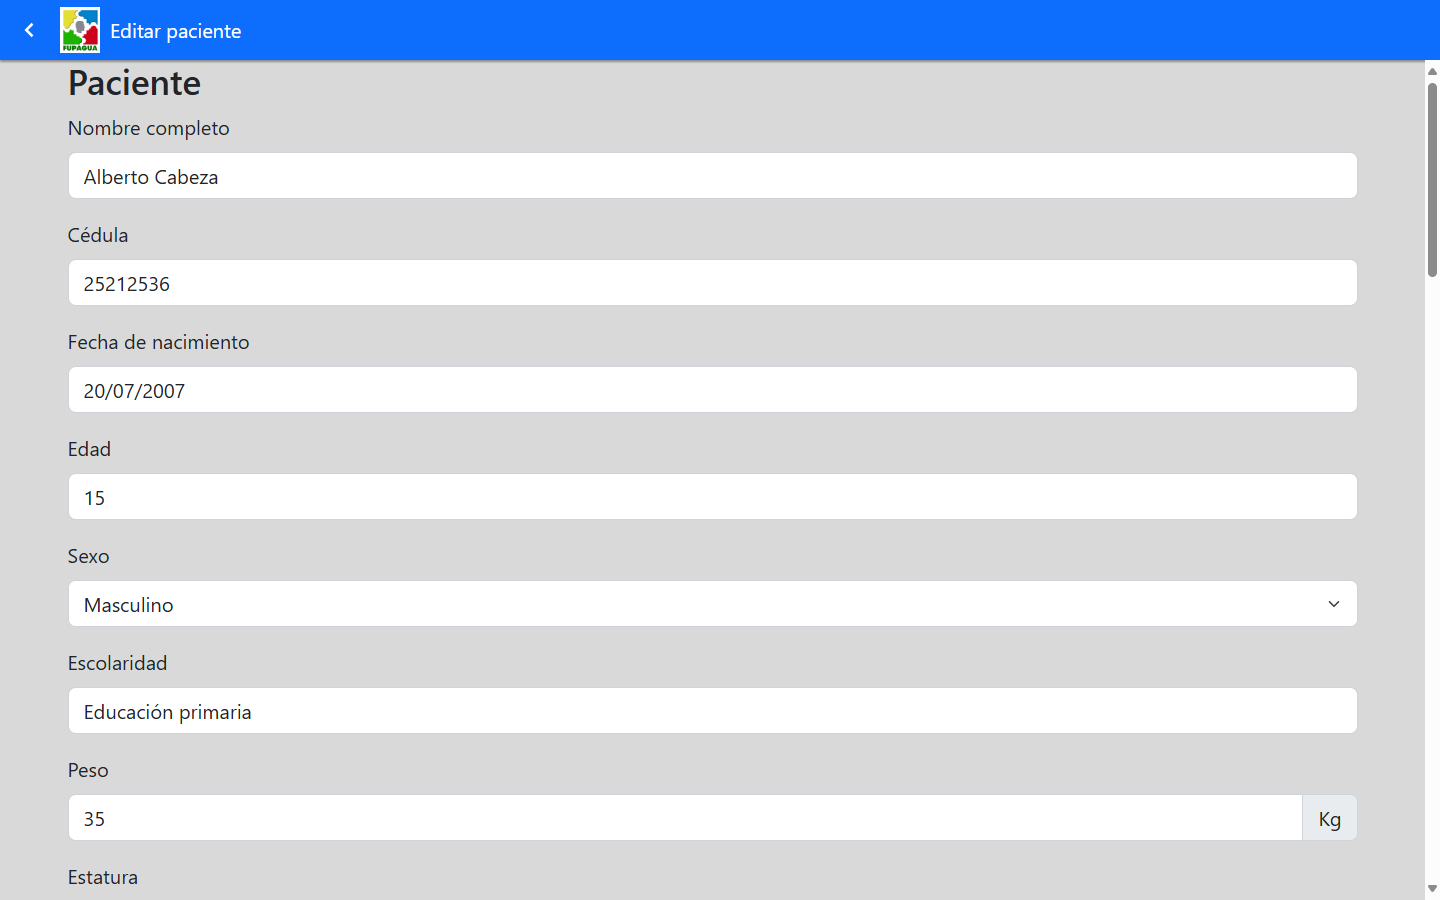 FUPAGUA
Editar paciente
Paciente
Nombre completo
Alberto Cabeza
Cédula
25212536
Fecha de nacimiento
20/07/2007
Edad
15
Sexo
Masculino
Escolaridad
Educación primaria
Peso
35 Kg
Estatura